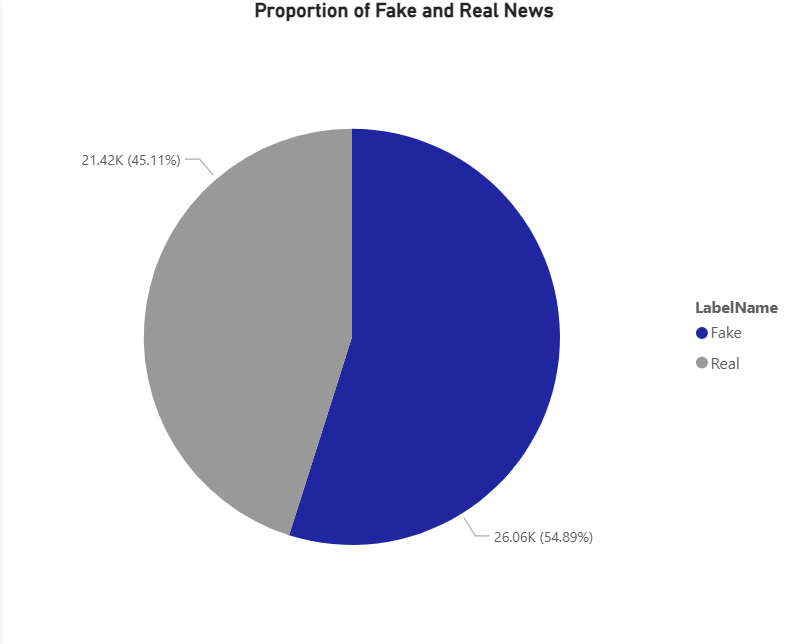 Proportion of Fake and Real News
21.42K (45.11%)
LabelName
Fake
Real
26.06K (54.89%)